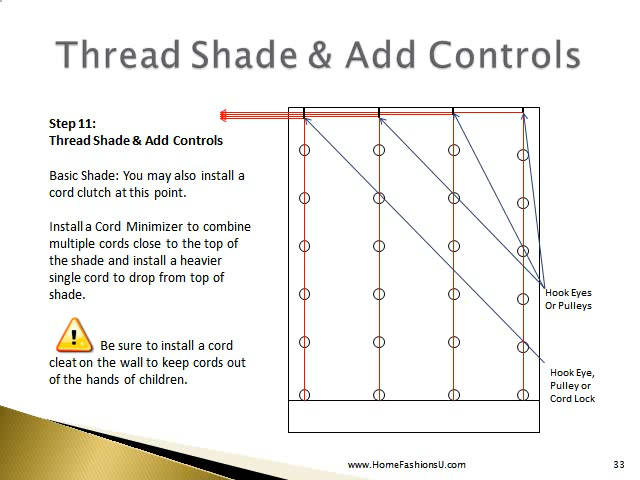 Thread Shade & Add Controls
Step 11:
Thread Shade & Add Controls
Basic Shade: You may also install a
cord clutch at this point.
Install a Cord Minimizer to combine
multiple cords close to the top of
the shade and install a heavier
single cord to drop from top of
shade.
Be sure to install a cord
cleat on the wall to keep cords out
of the hands of children.
Hook Eyes
Or Pulleys
Hook Eye,
Pulley or
Cord Lock
www.HomeFashionsU.com
33